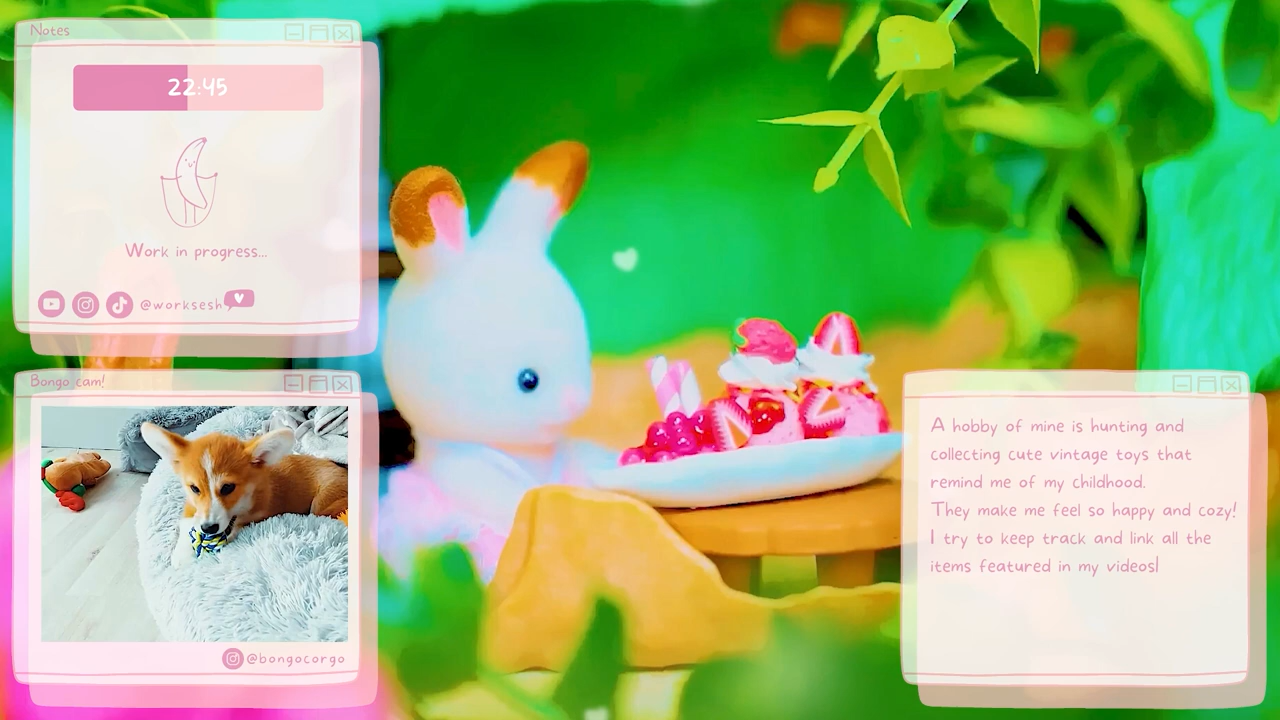 Notes
22:45
Work in progress...
@worksesh
Bongo cam!
@bongocorgo
A hobby of mine is hunting and
collecting cute vintage toys that
remind me of my childhood.
They make me feel so happy and cozy!
I try to keep track and link all the
items featured in my videos